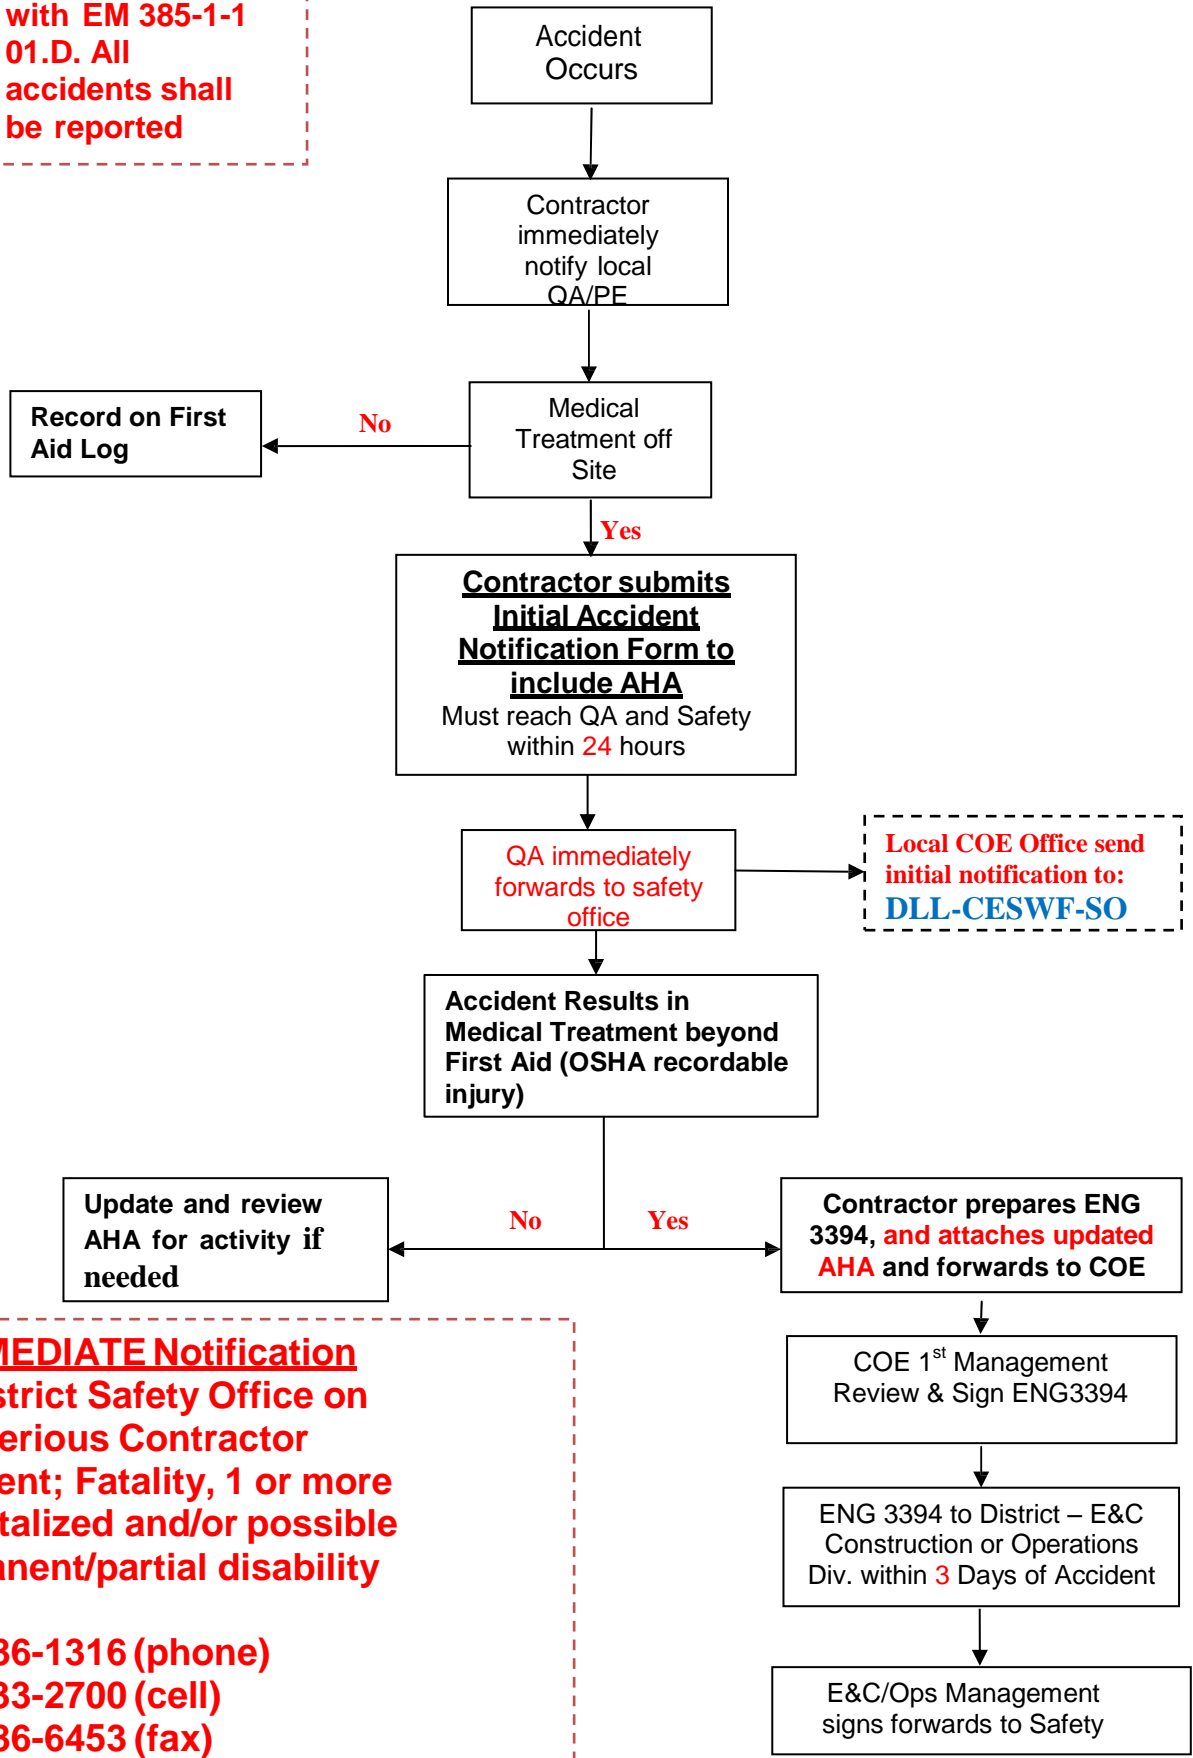 with EM 385-1-1
01.D. All
accidents shall
be reported
Accident
Occurs
Contractor
immediately
notify local
QA/PE
Medical
Treatment off
Site
No
Record on First
Aid Log
Yes
Contractor submits
Initial Accident
Notification Form to
include AHA
Must reach QA and Safety
within 24 hours
QA immediately
forwards to safety
office
Local COE Office send
initial notification to:
DLL-CESWF-SO
Accident Results in
Medical Treatment beyond
First Aid (OSHA recordable
injury)
No
Yes
Update and review
AHA for activity if
needed
Contractor prepares ENG
3394, and attaches updated
AHA and forwards to COE
COE 1st Management
Review & Sign ENG3394
ENG 3394 to District – E&C
Construction or Operations
Div. within 3 Days of Accident
E&C/Ops Management
signs forwards to Safety
MEDIATE Notification
strict Safety Office on
erious Contractor
ent; Fatality, 1 or more
talized and/or possible
anent/partial disability
36-1316 (phone)
33-2700 (cell)
36-6453 (fax)